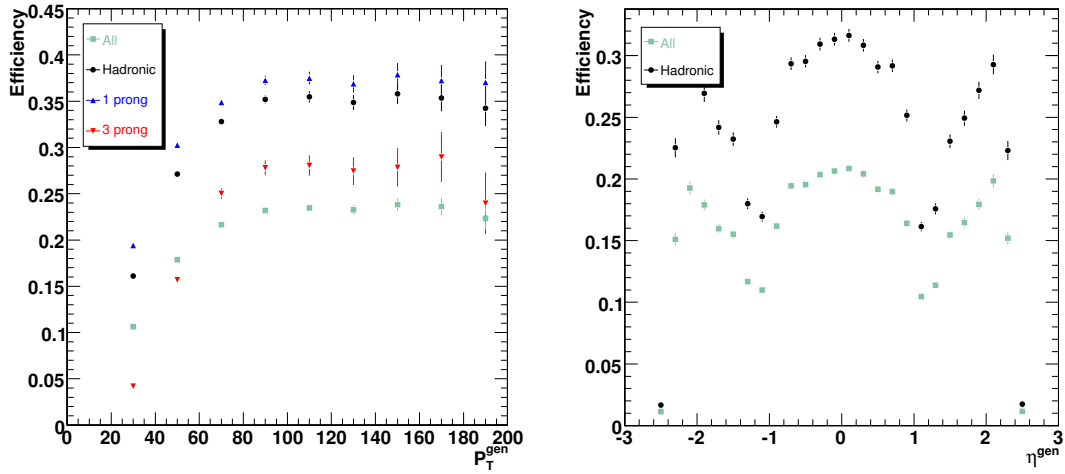 Efficiency
0.45
0.4
0.35
0.3
0.25
0.2
0.15
0.1
0.05
0
All
Hadronic
1 prong
3 prong
0 20 40 60 80 100 120 140 160 180 200
P_T^gen
Efficiency
0.3
0.25
0.2
0.15
0.1
0.05
0
All
Hadronic
-3 -2 -1 0 1 2 3
η^gen